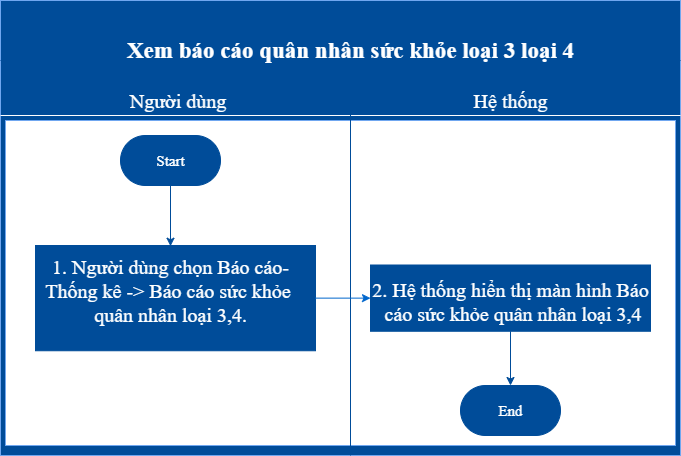 Xem báo cáo quân nhân sức khỏe loại 3 loại 4
Người dùng
Hệ thống
Start
1. Người dùng chọn Báo cáo-
Thống kê -> Báo cáo sức khỏe
quân nhân loại 3,4.
2. Hệ thống hiển thị màn hình Báo
cáo sức khỏe quân nhân loại 3,4
End